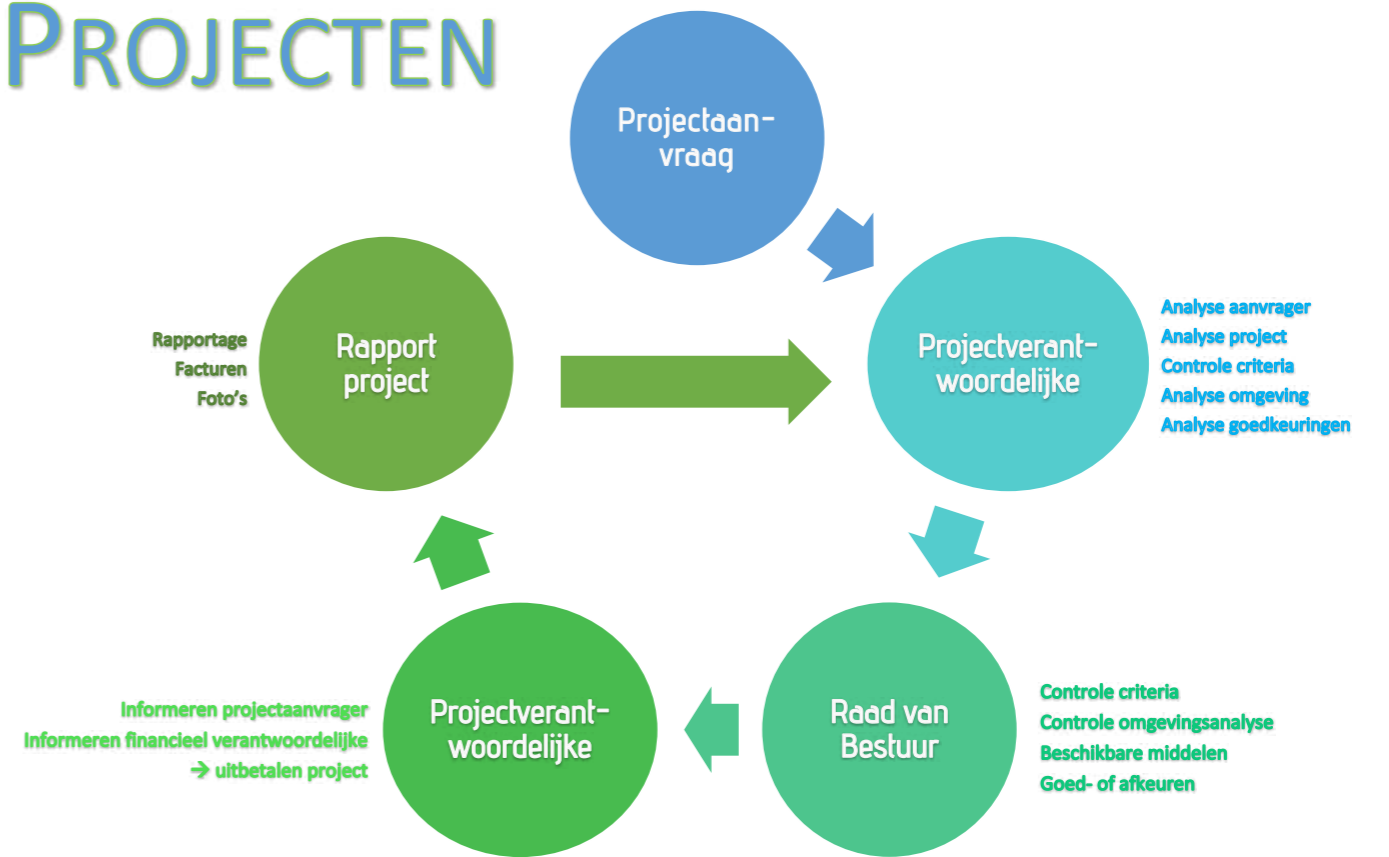 PROJECTEN
Projectaan-
vraag
Projectverant-
woordelijke
Analyse aanvrager
Analyse project
Controle criteria
Analyse omgeving
Analyse goedkeuringen
Raad van
Bestuur
Controle criteria
Controle omgevingsanalyse
Beschikbare middelen
Goed- of afkeuren
Projectverant-
woordelijke
Informeren projectaanvrager
Informeren financieel verantwoordelijke
→ uitbetalen project
Rapport
project
Rapportage
Facturen
Foto's